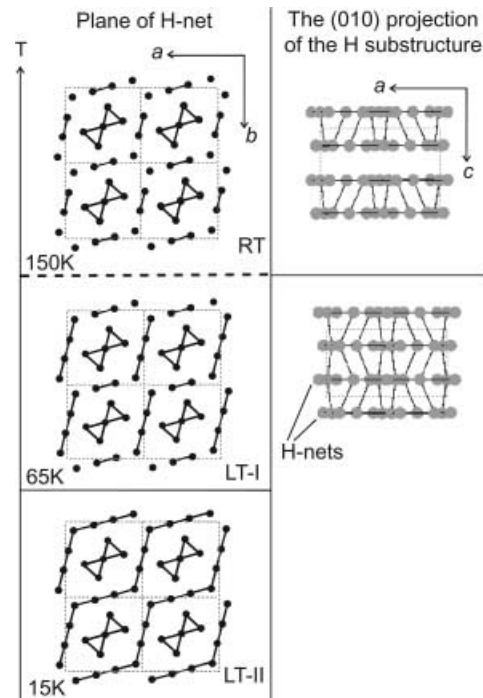 Plane of H-net
The (010) projection
of the H substructure
T
a
b
a
c
RT
150K
H-nets
65K
LT-I
15K
LT-II